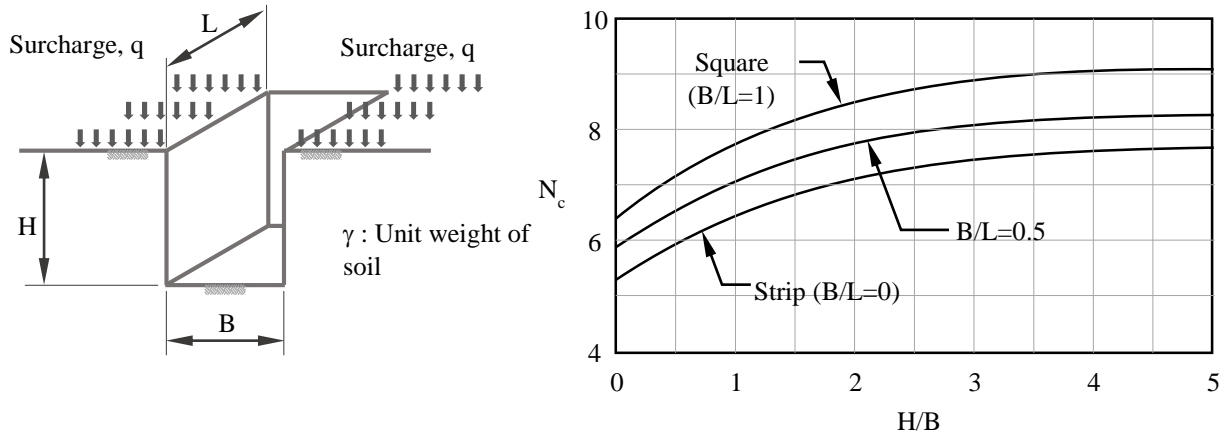 L
Surcharge, q
Surcharge, q
H
γ : Unit weight of
soil
B
10
8
6
4
N_c
Square
(B/L=1)
B/L=0.5
Strip (B/L=0)
0 1 2 3 4 5
H/B